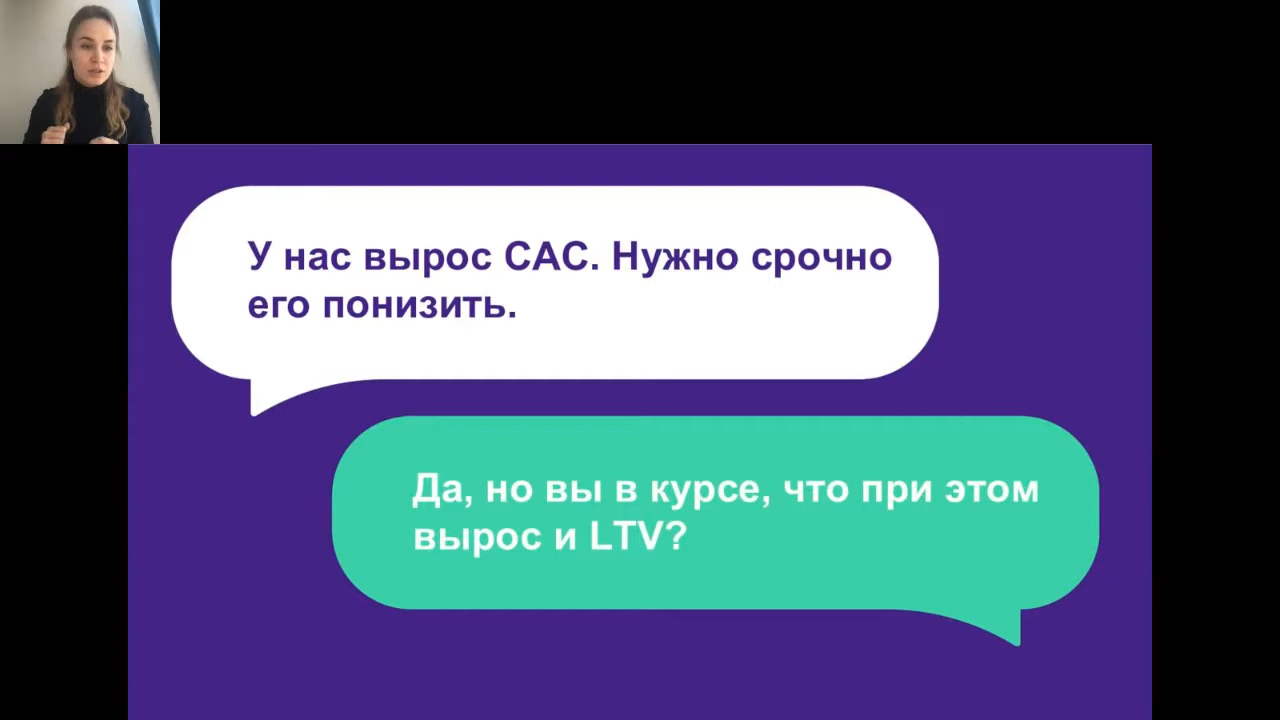 У нас вырос CAC. Нужно срочно
его понизить.
Да, но вы в курсе, что при этом
вырос и LTV?